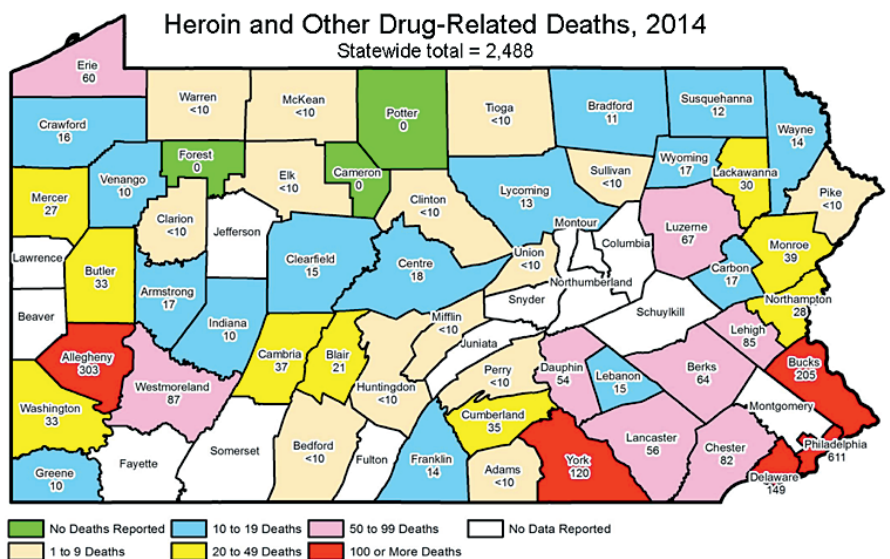 Heroin and Other Drug-Related Deaths, 2014
Statewide total = 2,488
Erie
60
Warren
<10
McKean
<10
Potter
0
Tioga
<10
Bradford
11
Susquehanna
12
Crawford
16
Wayne
14
Forest
0
Venango
10
Elk
<10
Cameron
0
Sullivan
<10
Wyoming
17
Lackawanna
30
Mercer
27
Clinton
<10
Lycoming
13
Pike
<10
Clarion
<10
Jefferson
Montour
Columbia
Luzerne
67
Lawrence
Butler
33
Clearfield
15
Centre
18
Union
<10
Monroe
39
Carbon
17
Armstrong
17
Northumberland
Snyder
Northampton
28
Beaver
Indiana
10
Mifflin
<10
Schuylkill
Lehigh
85
Juniata
Allegheny
303
Cambria
37
Blair
21
Huntingdon
<10
Perry
<10
Dauphin
54
Lebanon
15
Berks
64
Bucks
205
Westmoreland
87
Montgomery
Washington
33
Cumberland
35
Lancaster
56
Chester
82
Philadelphia
611
Somerset
Bedford
<10
Fulton
Franklin
14
Adams
<10
York
120
Fayette
Greene
10
Delaware
149
No Deaths Reported
10 to 19 Deaths
50 to 99 Deaths
No Data Reported
1 to 9 Deaths
20 to 49 Deaths
100 or More Deaths